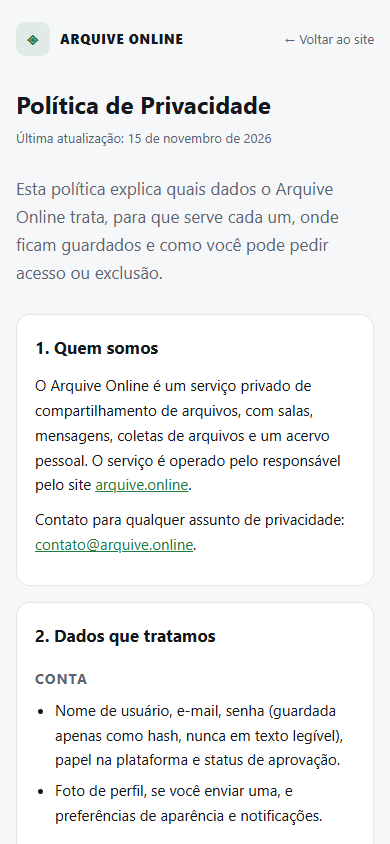 ARQUIVE ONLINE
← Voltar ao site
Política de Privacidade
Última atualização: 15 de novembro de 2026
Esta política explica quais dados o Arquive
Online trata, para que serve cada um, onde
ficam guardados e como você pode pedir
acesso ou exclusão.
1. Quem somos
O Arquive Online é um serviço privado de
compartilhamento de arquivos, com salas,
mensagens, coletas de arquivos e um acervo
pessoal. O serviço é operado pelo responsável
pelo site arquive.online.
Contato para qualquer assunto de privacidade:
contato@arquive.online.
2. Dados que tratamos
CONTA
• Nome de usuário, e-mail, senha (guardada
apenas como hash, nunca em texto legível),
papel na plataforma e status de aprovação.
• Foto de perfil, se você enviar uma, e
preferências de aparência e notificações.